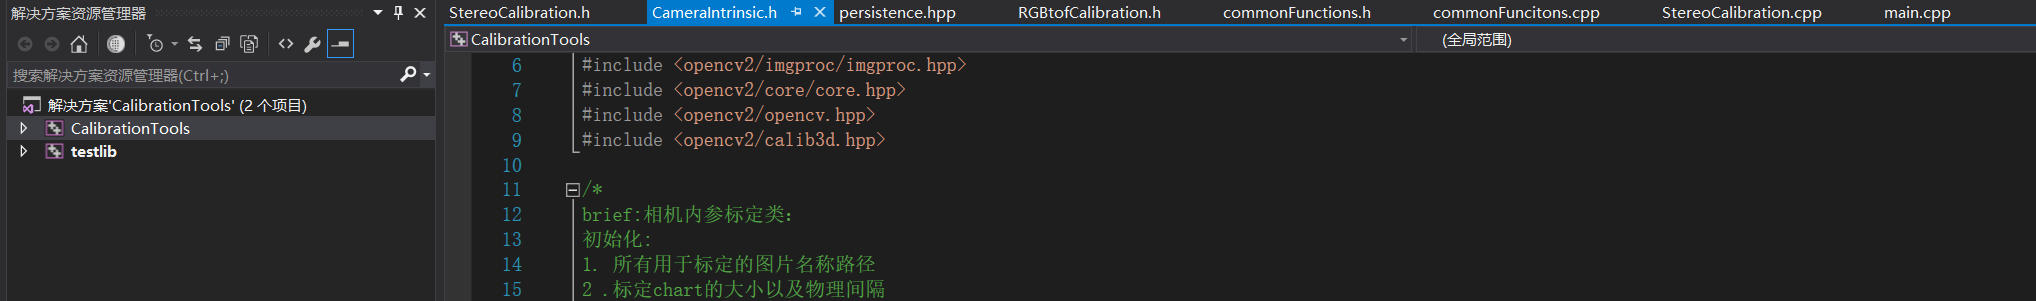 解决方案资源管理器
搜索解决方案资源管理器(Ctrl+;)
解决方案'CalibrationTools' (2 个项目)
CalibrationTools
testlib
StereoCalibration.h CameraIntrinsic.h persistence.hpp RGBtofCalibration.h commonFunctions.h commonFuncitons.cpp StereoCalibration.cpp main.cpp
CalibrationTools (全局范围)
6 #include <opencv2/imgproc/imgproc.hpp>
7 #include <opencv2/core/core.hpp>
8 #include <opencv2/opencv.hpp>
9 #include <opencv2/calib3d.hpp>
10
11 /*
12 brief:相机内参标定类:
13 初始化:
14 1. 所有用于标定的图片名称路径
15 2 .标定chart的大小以及物理间隔